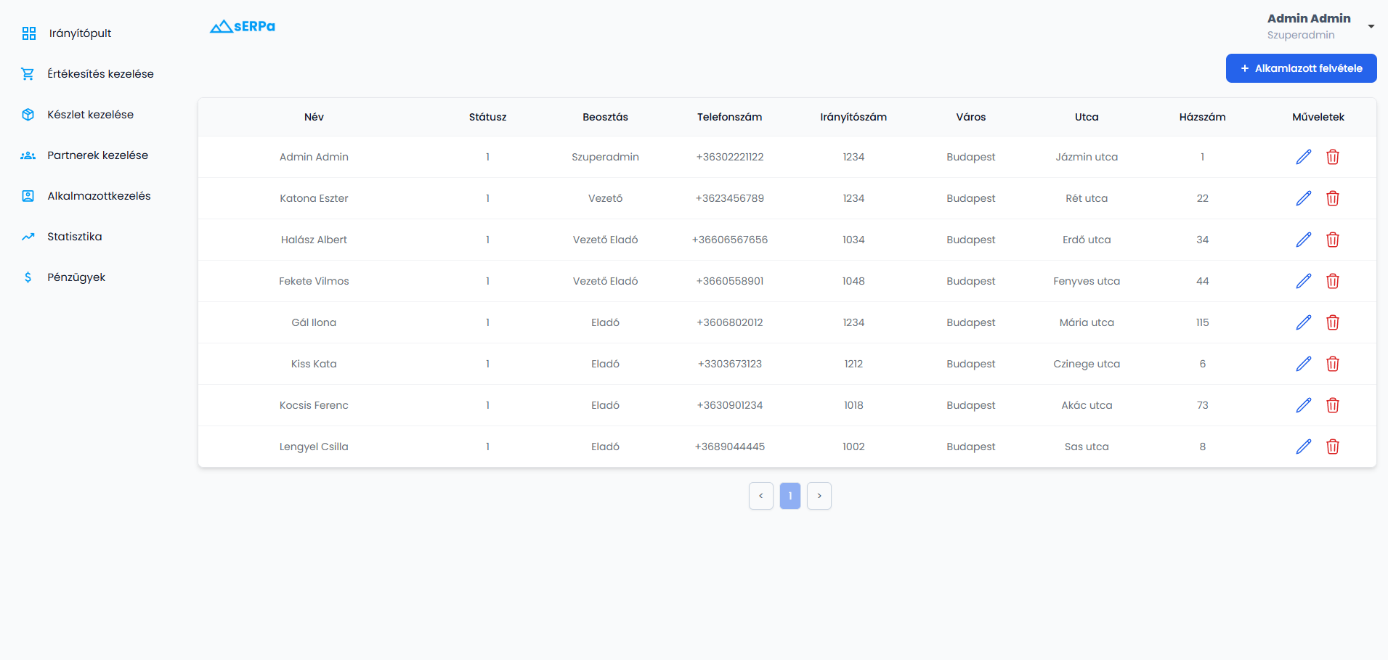 Irányítópult
Értékesítés kezelése
Készlet kezelése
Partnerek kezelése
Alkalmazottkezelés
Statisztika
Pénzügyek
sERPa
Admin Admin
Szuperadmin
+ Alkamlazott felvétele
Név Státusz Beosztás Telefonszám Irányítószám Város Utca Házszám Műveletek
Admin Admin 1 Szuperadmin +36302221122 1234 Budapest Jázmin utca 1
Katona Eszter 1 Vezető +3623456789 1234 Budapest Rét utca 22
Halász Albert 1 Vezető Eladó +36606567656 1034 Budapest Erdő utca 34
Fekete Vilmos 1 Vezető Eladó +3660558901 1048 Budapest Fenyves utca 44
Gál Ilona 1 Eladó +3606802012 1234 Budapest Mária utca 115
Kiss Kata 1 Eladó +3303673123 1212 Budapest Czinege utca 6
Kocsis Ferenc 1 Eladó +3630901234 1018 Budapest Akác utca 73
Lengyel Csilla 1 Eladó +3689044445 1002 Budapest Sas utca 8
< 1 >